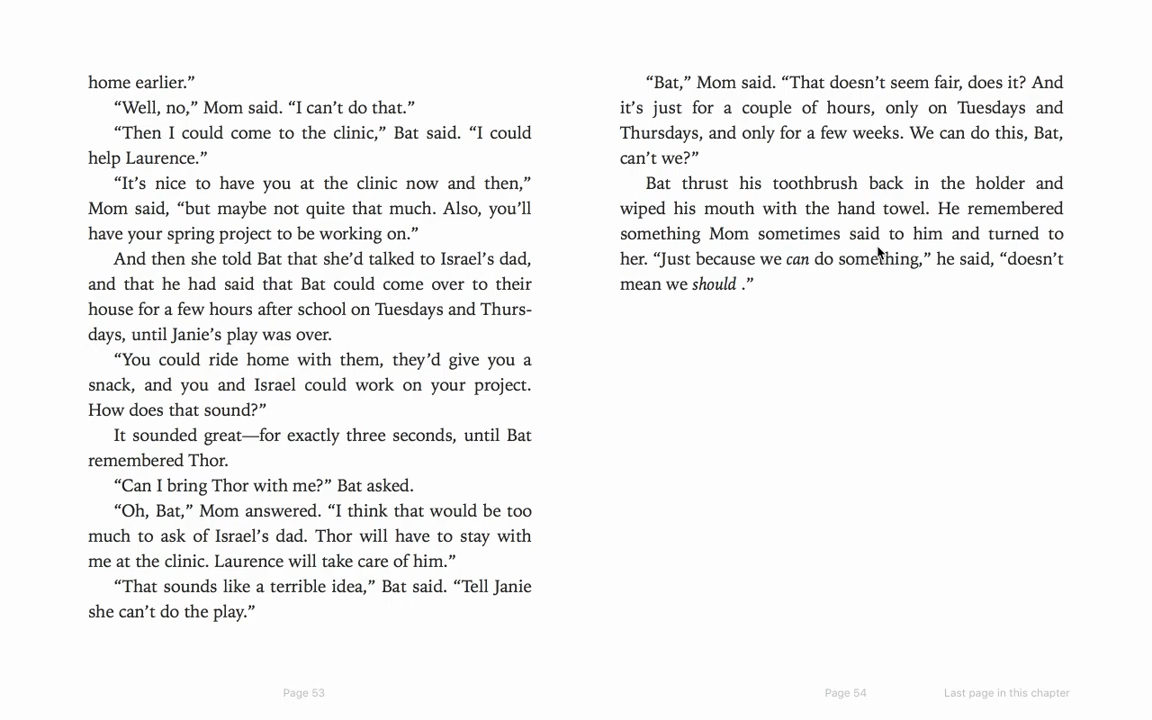 home earlier.”
“Well, no,” Mom said. “I can’t do that.”
“Then I could come to the clinic,” Bat said. “I could
help Laurence.”
“It’s nice to have you at the clinic now and then,”
Mom said, “but maybe not quite that much. Also, you’ll
have your spring project to be working on.”
And then she told Bat that she’d talked to Israel’s dad,
and that he had said that Bat could come over to their
house for a few hours after school on Tuesdays and Thurs-
days, until Janie’s play was over.
“You could ride home with them, they’d give you a
snack, and you and Israel could work on your project.
How does that sound?”
It sounded great—for exactly three seconds, until Bat
remembered Thor.
“Can I bring Thor with me?” Bat asked.
“Oh, Bat,” Mom answered. “I think that would be too
much to ask of Israel’s dad. Thor will have to stay with
me at the clinic. Laurence will take care of him.”
“That sounds like a terrible idea,” Bat said. “Tell Janie
she can’t do the play.”
Page 53
“Bat,” Mom said. “That doesn’t seem fair, does it? And
it’s just for a couple of hours, only on Tuesdays and
Thursdays, and only for a few weeks. We can do this, Bat,
can’t we?”
Bat thrust his toothbrush back in the holder and
wiped his mouth with the hand towel. He remembered
something Mom sometimes said to him and turned to
her. “Just because we can do something,” he said, “doesn’t
mean we should .”
Page 54
Last page in this chapter